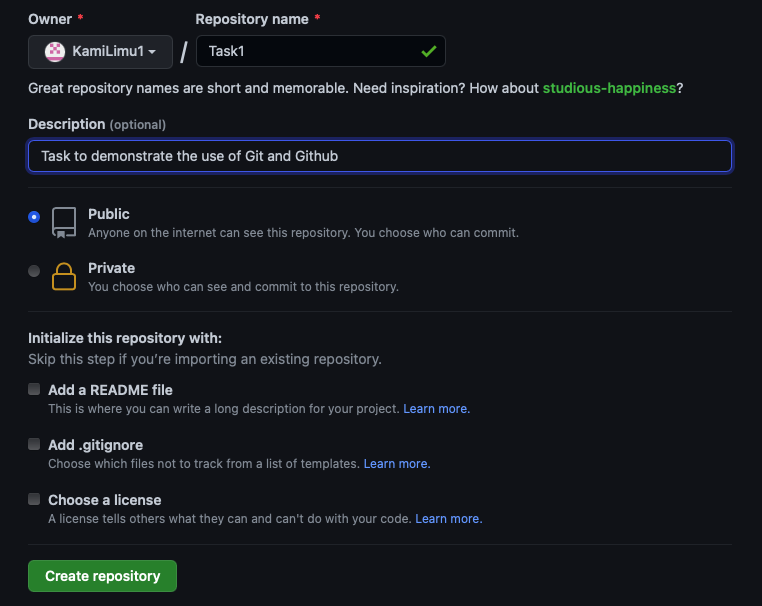 Owner * Repository name *
KamiLimu1 / Task1
Great repository names are short and memorable. Need inspiration? How about studious-happiness?
Description (optional)
Task to demonstrate the use of Git and Github
Public
Anyone on the internet can see this repository. You choose who can commit.
Private
You choose who can see and commit to this repository.
Initialize this repository with:
Skip this step if you’re importing an existing repository.
Add a README file
This is where you can write a long description for your project. Learn more.
Add .gitignore
Choose which files not to track from a list of templates. Learn more.
Choose a license
A license tells others what they can and can't do with your code. Learn more.
Create repository